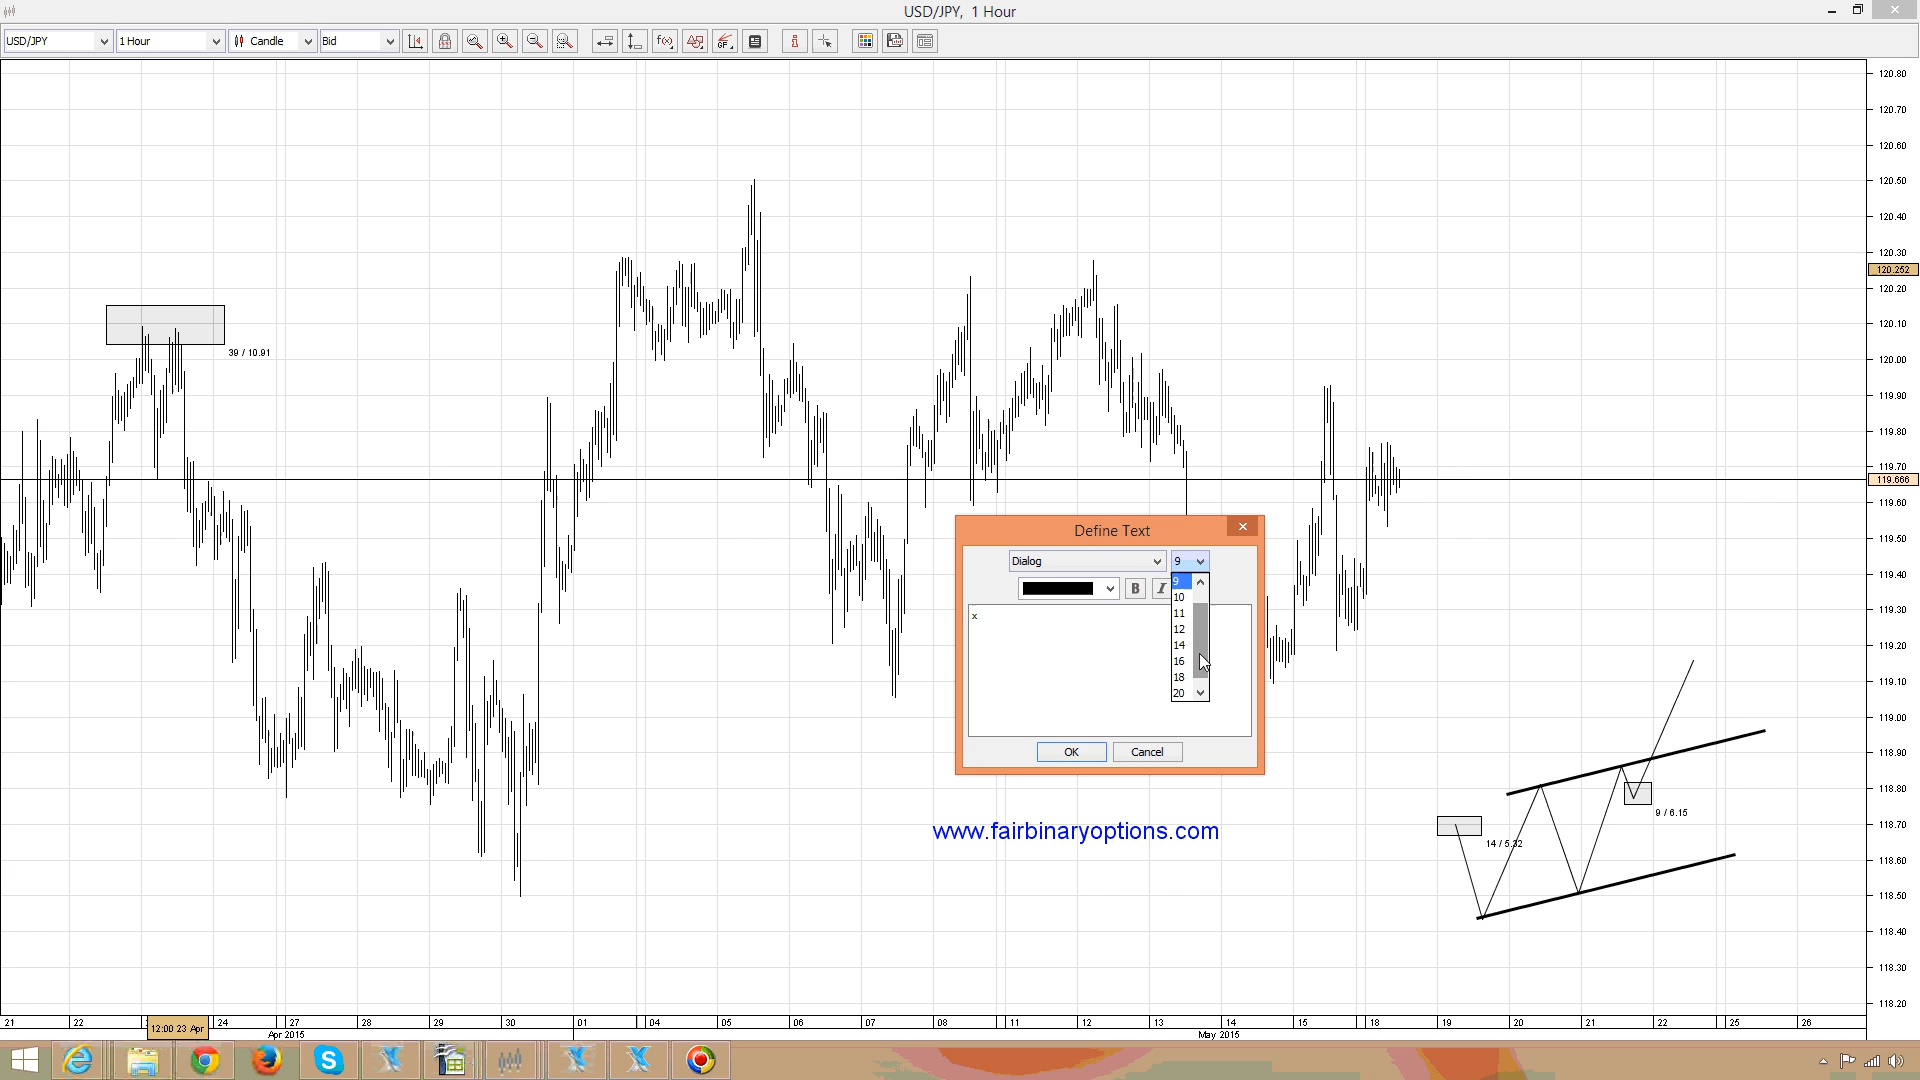 USD/JPY, 1 Hour
USD/JPY 1 Hour Candle Bid
120.80
120.70
120.60
120.50
120.40
120.30
120.252
120.20
120.10
120.00
119.90
119.80
119.70
119.666
119.60
119.50
119.40
119.30
119.20
119.10
119.00
118.90
118.80
118.70
118.60
118.50
118.40
118.30
118.20
39 / 10.91
Define Text
Dialog 9
B I
9
10
11
12
14
16
18
20
x
OK Cancel
www.fairbinaryoptions.com
14 / 5.32
9 / 6.15
21 22 12:00 23 Apr 24 27 28 29 30 01 04 05 06 07 08 11 12 13 14 15 18 19 20 21 22 25 26
Apr 2015 May 2015